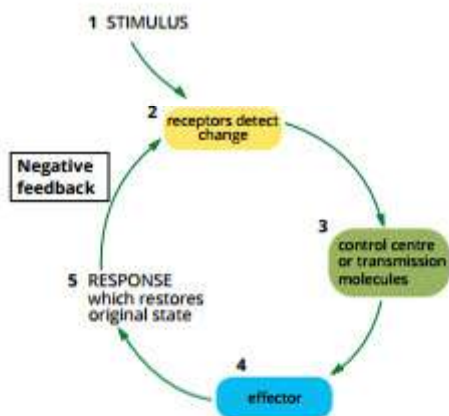 1 STIMULUS
2 receptors detect
change
Negative
feedback
3 control centre
or transmission
molecules
5 RESPONSE
which restores
original state
4
effector